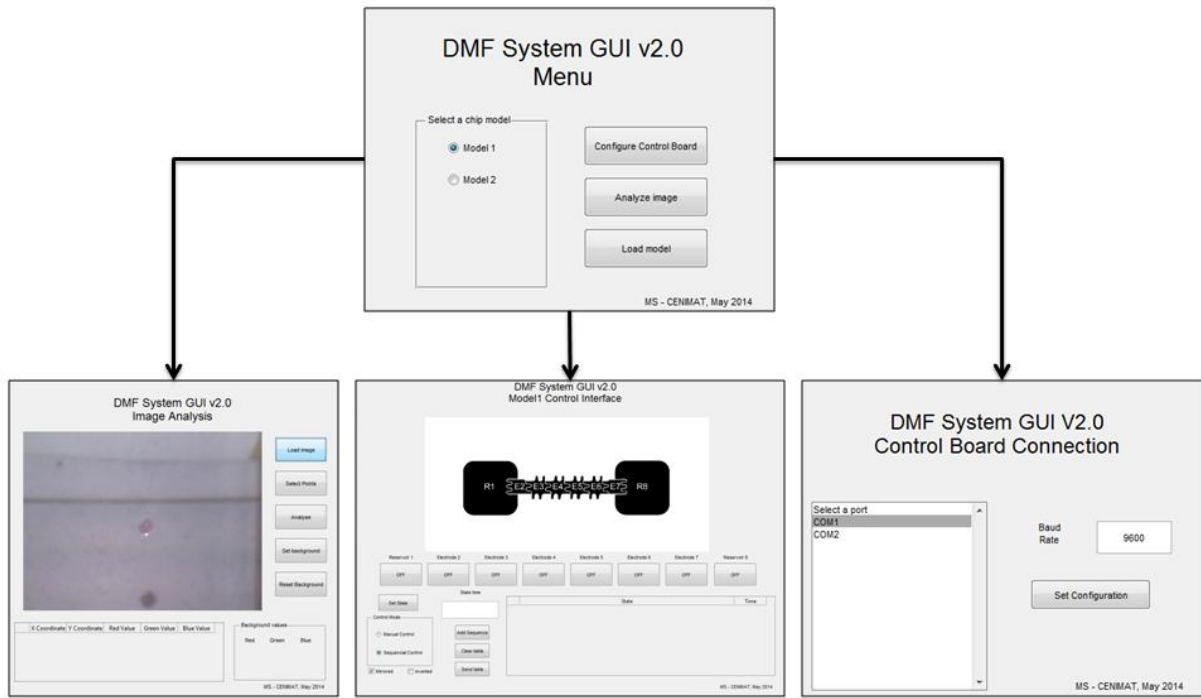 DMF System GUI v2.0
Menu
Select a chip model
Model 1
Model 2
Configure Control Board
Analyze image
Load model
MS - CENIMAT, May 2014
DMF System GUI v2.0
Image Analysis
Load Image
Select Points
Analysis
Set background
Reset Background
X Coordinate Y Coordinate Red Value Green Value Blue Value
Background values
Red Green Blue
MS - CENIMAT, May 2014
DMF System GUI v2.0
Model1 Control Interface
R1 E2 E3 E4 E5 E6 E7 R8
Reservoir 1 Electrode 2 Electrode 3 Electrode 4 Electrode 5 Electrode 6 Electrode 7 Reservoir 8
OFF OFF OFF OFF OFF OFF OFF OFF
Set State
State time
State Time
Control Mode
Manual Control
Sequencial Control
Mirrored Inverted
Add Sequence
Clear table
Send table
MS - CENIMAT, May 2014
DMF System GUI V2.0
Control Board Connection
Select a port
COM1
COM2
Baud
Rate
9600
Set Configuration
MS - CENIMAT, May 2014